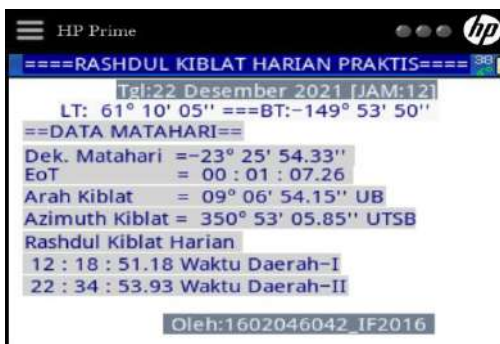 HP Prime
hp
====RASHDUL KIBLAT HARIAN PRAKTIS====
38
Tgl:22 Desember 2021 [JAM:12]
LT: 61° 10' 05'' ===BT:-149° 53' 50''
==DATA MATAHARI==
Dek. Matahari =-23° 25' 54.33''
EoT = 00 : 01 : 07.26
Arah Kiblat = 09° 06' 54.15'' UB
Azimuth Kiblat = 350° 53' 05.85'' UTSB
Rashdul Kiblat Harian
12 : 18 : 51.18 Waktu Daerah-I
22 : 34 : 53.93 Waktu Daerah-II
Oleh:1602046042_IF2016